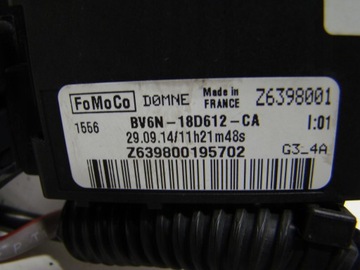 FoMoCo DØMNE Made in FRANCE Z6398001
1556 BV6N-18D612-CA I:01
29.09.14/11h21m48s
Z639800195702 G3_4A